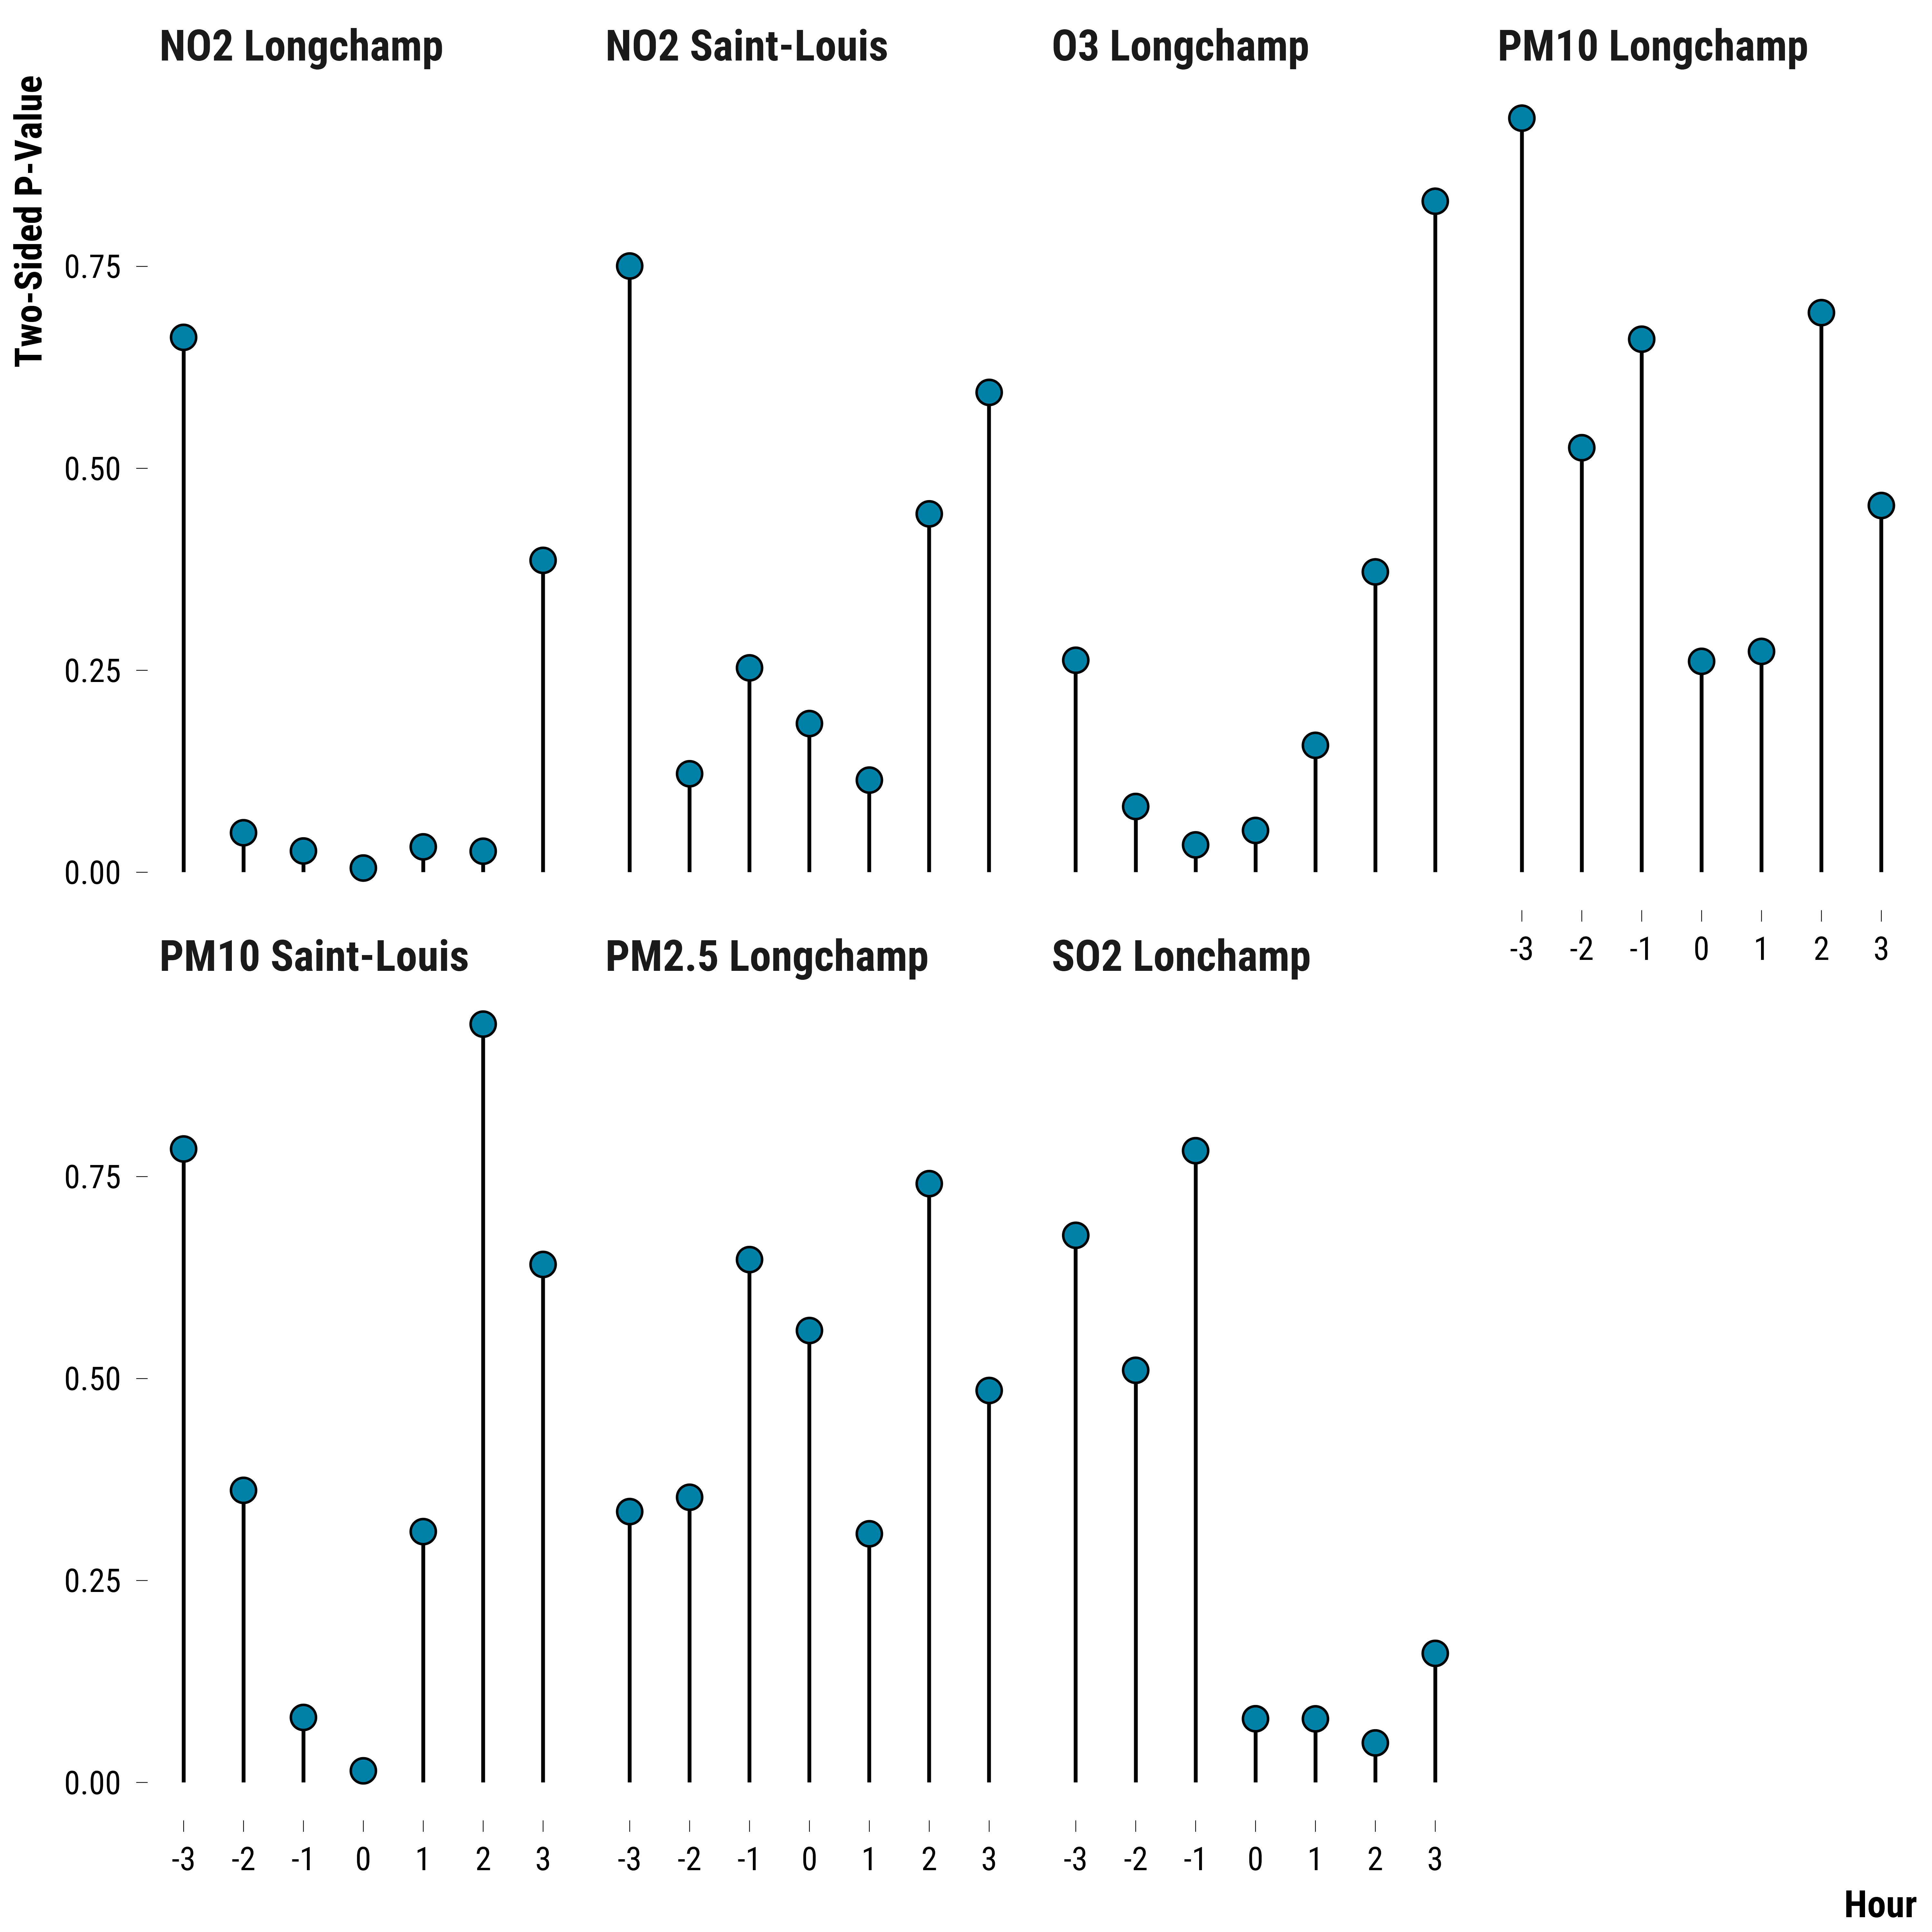 NO2 Longchamp
NO2 Saint-Louis
O3 Longchamp
PM10 Longchamp
Two-Sided P-Value
0.75
0.50
0.25
0.00
-3 -2 -1 0 1 2 3
PM10 Saint-Louis
PM2.5 Longchamp
SO2 Lonchamp
0.75
0.50
0.25
0.00
-3 -2 -1 0 1 2 3
-3 -2 -1 0 1 2 3
-3 -2 -1 0 1 2 3
Hour